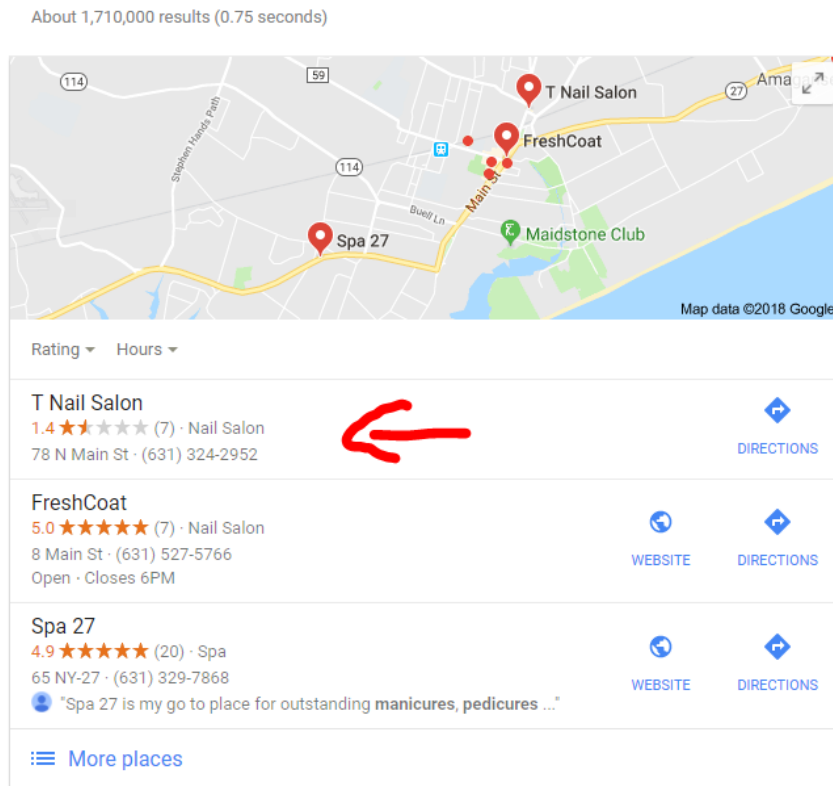 About 1,710,000 results (0.75 seconds)
114
59
T Nail Salon
27
Stephen Hands Path
FreshCoat
114
Main St
Buell Ln
Spa 27
Maidstone Club
Map data ©2018 Google
Rating
Hours
T Nail Salon
1.4 (7) · Nail Salon
78 N Main St · (631) 324-2952
DIRECTIONS
FreshCoat
5.0 (7) · Nail Salon
8 Main St · (631) 527-5766
Open · Closes 6PM
WEBSITE
DIRECTIONS
Spa 27
4.9 (20) · Spa
65 NY-27 · (631) 329-7868
"Spa 27 is my go to place for outstanding manicures, pedicures ..."
WEBSITE
DIRECTIONS
More places